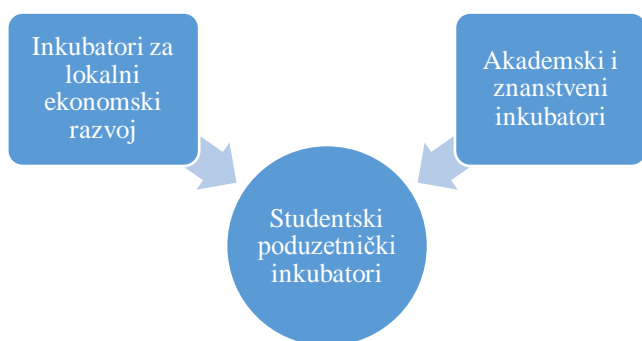 Inkubatori za
lokalni
ekonomski
razvoj
Akademski i
znanstveni
inkubatori
Studentski
poduzetnički
inkubatori